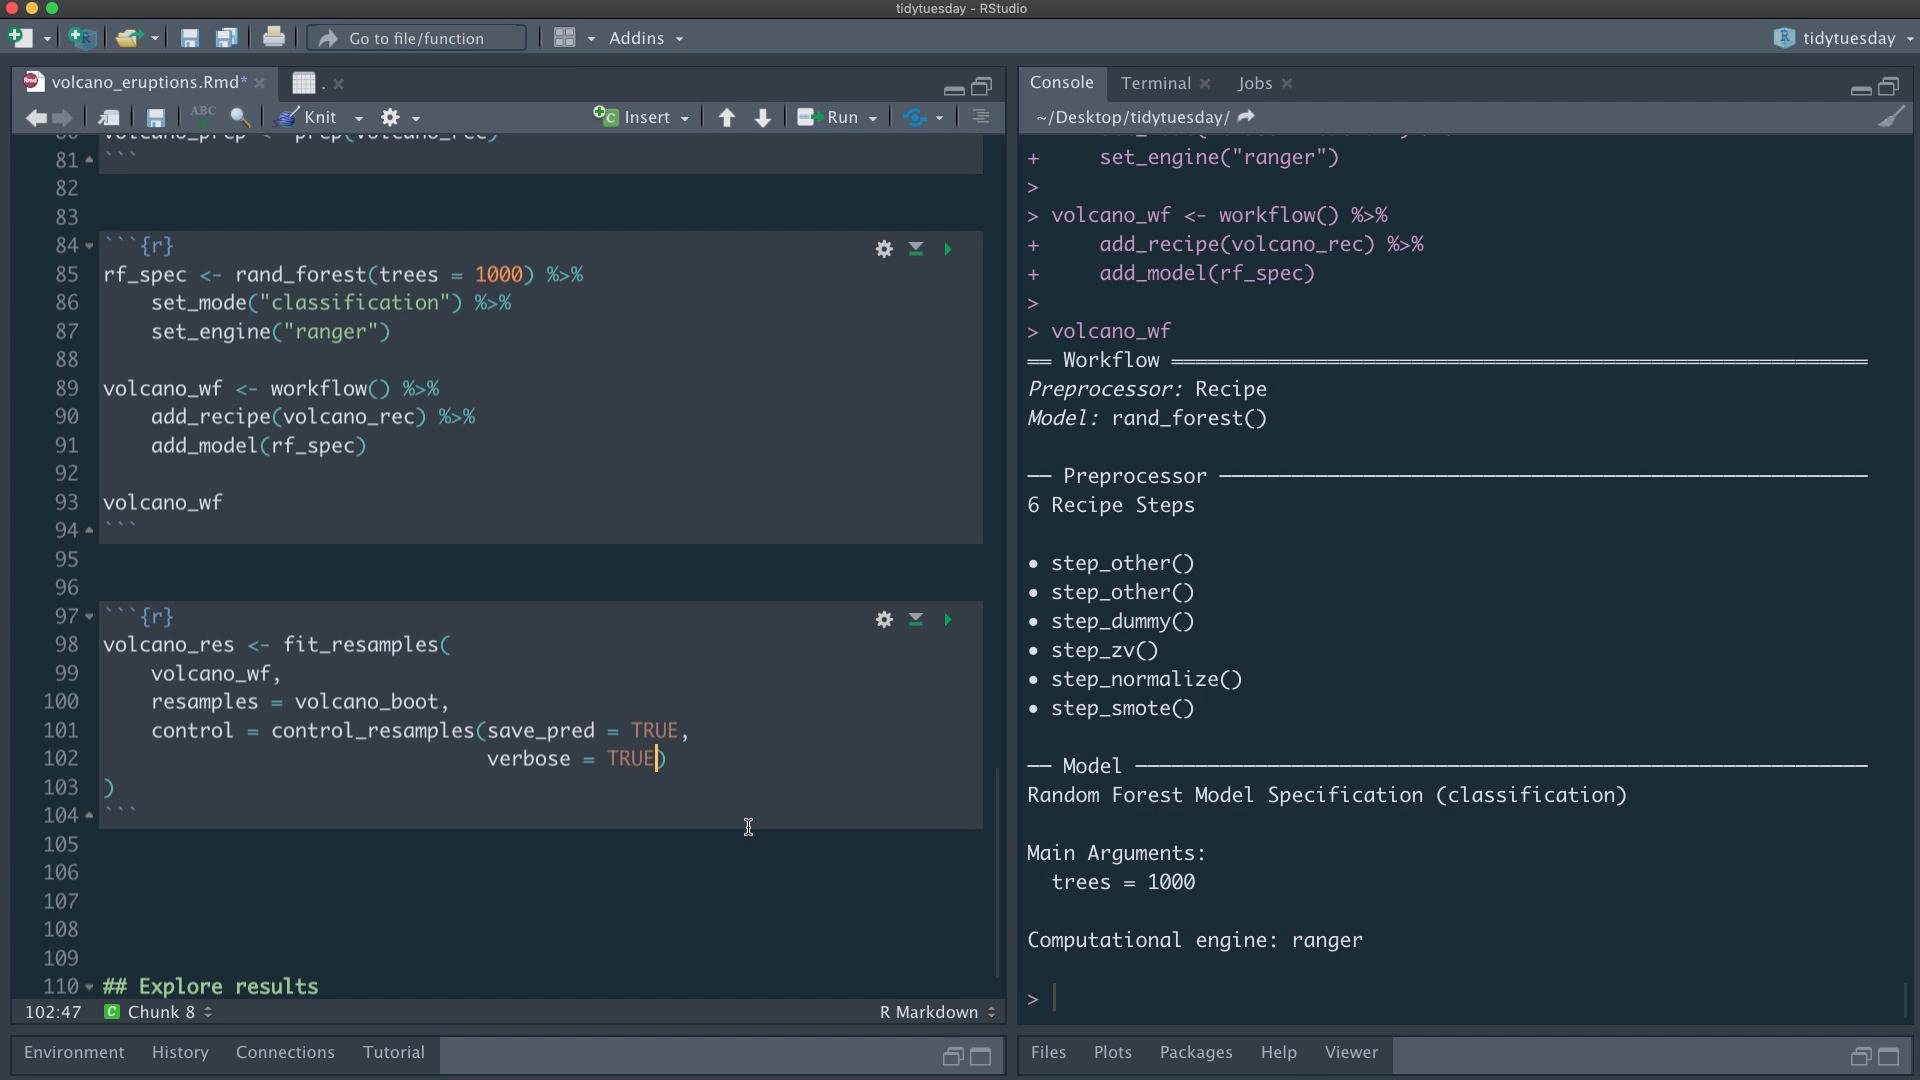 tidytuesday - RStudio
Go to file/function
Addins
tidytuesday
volcano_eruptions.Rmd*
.
Console
Terminal
Jobs
ABC
Knit
Insert
Run
~/Desktop/tidytuesday/
80 volcano_prep <- prep(volcano_rec)
81 ```
82
83
84 ```{r}
85 rf_spec <- rand_forest(trees = 1000) %>%
86     set_mode("classification") %>%
87     set_engine("ranger")
88
89 volcano_wf <- workflow() %>%
90     add_recipe(volcano_rec) %>%
91     add_model(rf_spec)
92
93 volcano_wf
94 ```
95
96
97 ```{r}
98 volcano_res <- fit_resamples(
99     volcano_wf,
100     resamples = volcano_boot,
101     control = control_resamples(save_pred = TRUE,
102                                 verbose = TRUE)
103 )
104 ```
105
106
107
108
109
110 ## Explore results
102:47
Chunk 8
R Markdown
+     set_engine("ranger")
>
> volcano_wf <- workflow() %>%
+     add_recipe(volcano_rec) %>%
+     add_model(rf_spec)
>
> volcano_wf
══ Workflow ══════════
Preprocessor: Recipe
Model: rand_forest()
── Preprocessor ──────────
6 Recipe Steps
• step_other()
• step_other()
• step_dummy()
• step_zv()
• step_normalize()
• step_smote()
── Model ──────────
Random Forest Model Specification (classification)
Main Arguments:
  trees = 1000
Computational engine: ranger
>
Environment
History
Connections
Tutorial
Files
Plots
Packages
Help
Viewer